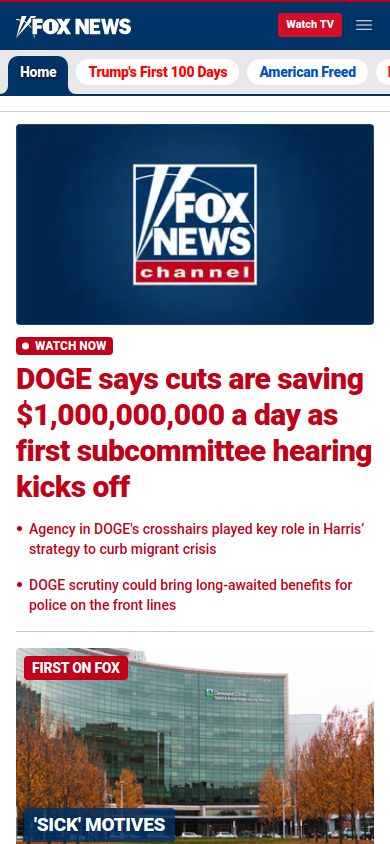 FOX NEWS
Watch TV
Home
Trump's First 100 Days
American Freed
FOX
NEWS
channel
WATCH NOW
DOGE says cuts are saving
$1,000,000,000 a day as
first subcommittee hearing
kicks off
• Agency in DOGE's crosshairs played key role in Harris'
strategy to curb migrant crisis
• DOGE scrutiny could bring long-awaited benefits for
police on the front lines
FIRST ON FOX
Cleveland Clinic
'SICK' MOTIVES